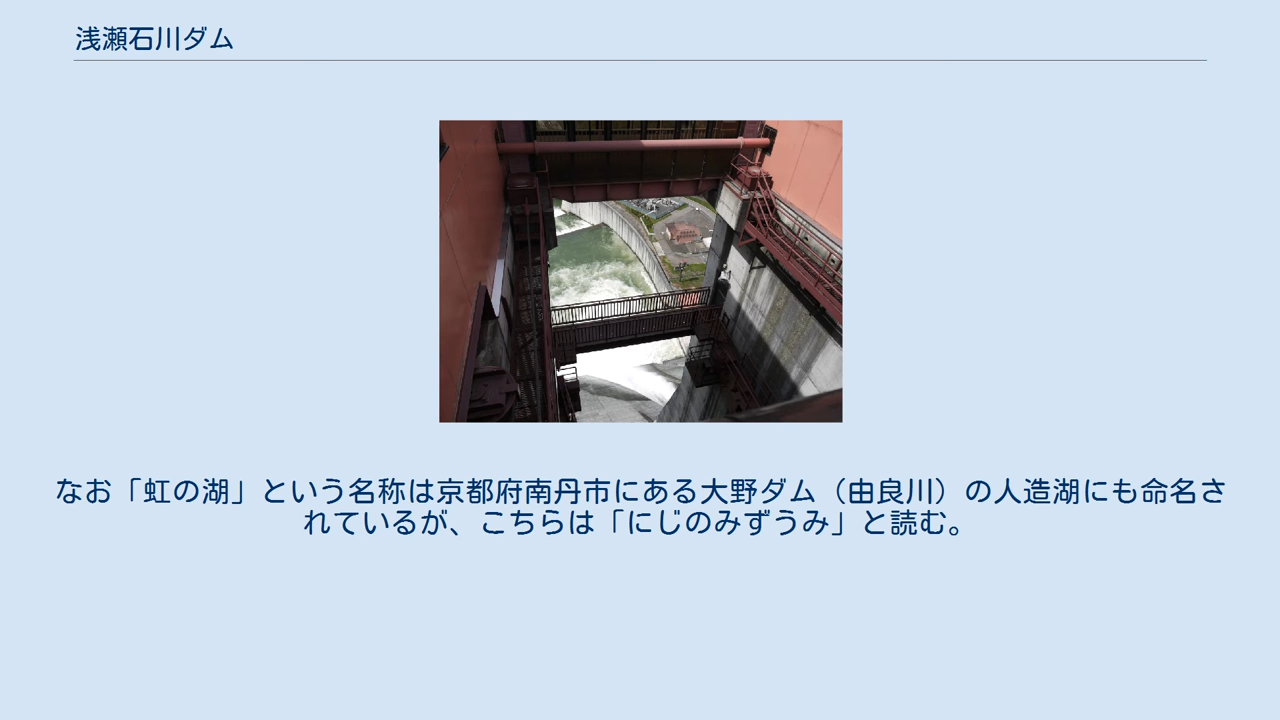 浅瀬石川ダム
なお「虹の湖」という名称は京都府南丹市にある大野ダム（由良川）の人造湖にも命名さ
れているが、こちらは「にじのみずうみ」と読む。